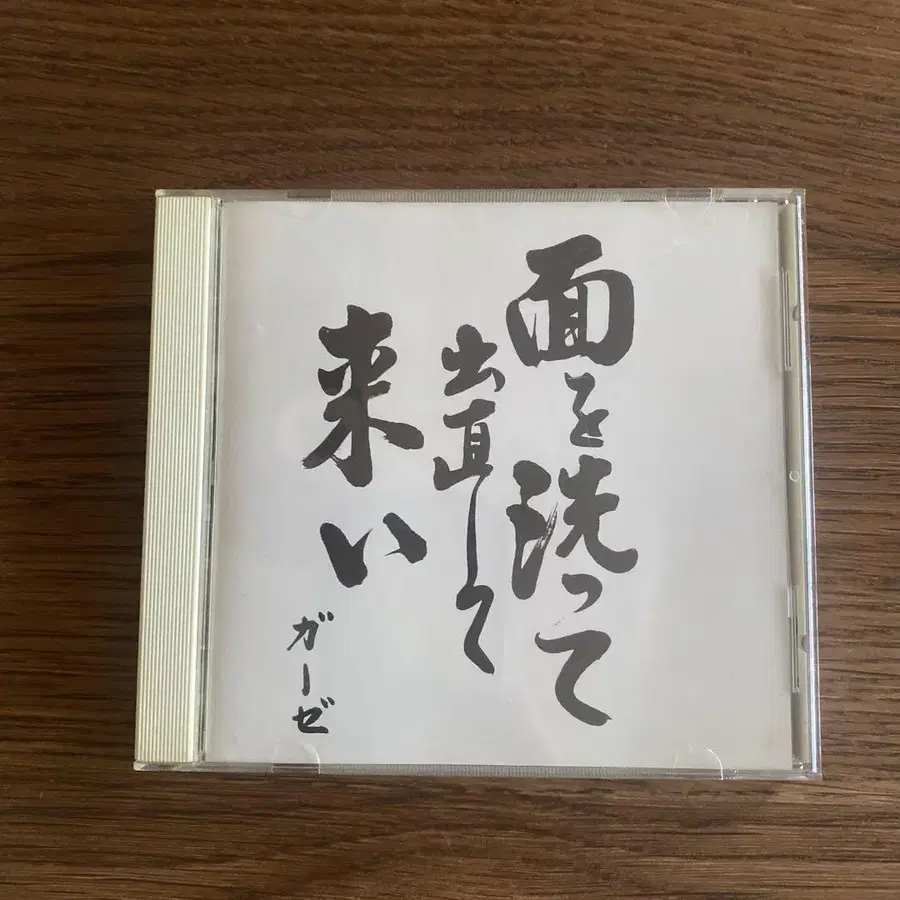 面を洗って
出直して
来い
ガーゼ